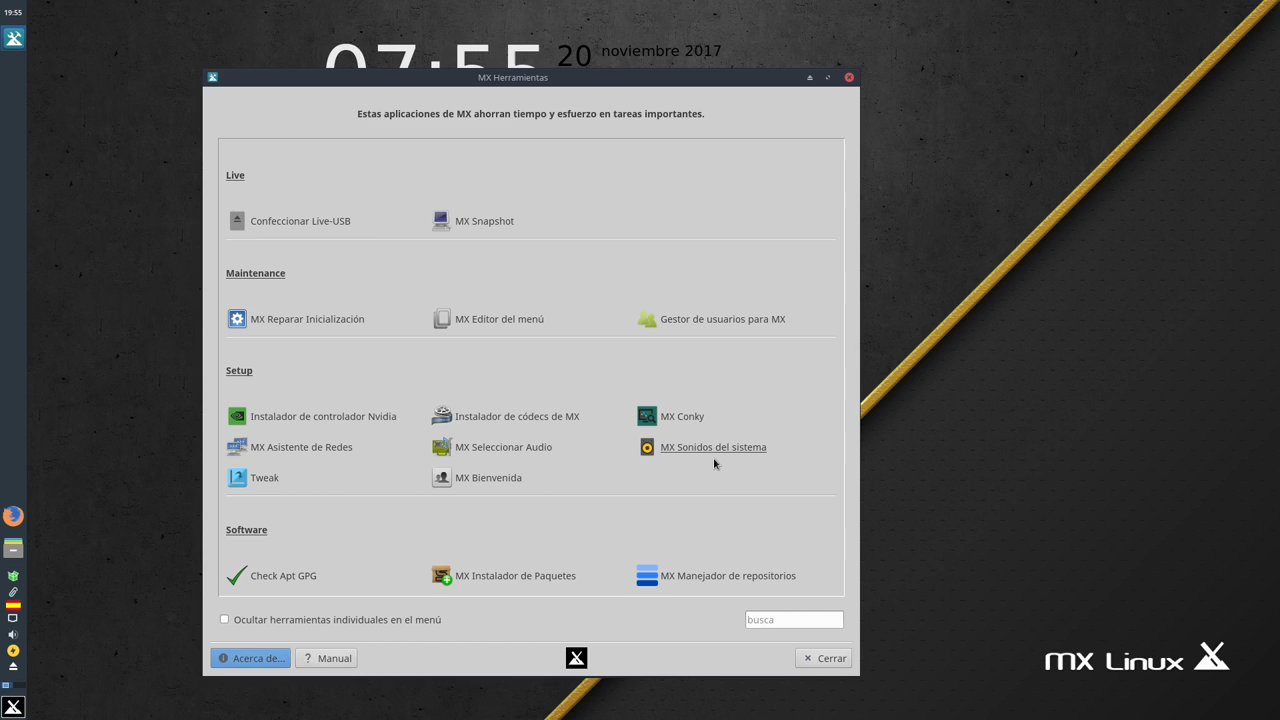 19:55
07:55 20 noviembre 2017
MX Herramientas
Estas aplicaciones de MX ahorran tiempo y esfuerzo en tareas importantes.
Live
Confeccionar Live-USB MX Snapshot
Maintenance
MX Reparar Inicialización MX Editor del menú Gestor de usuarios para MX
Setup
Instalador de controlador Nvidia Instalador de códecs de MX MX Conky
MX Asistente de Redes MX Seleccionar Audio MX Sonidos del sistema
Tweak MX Bienvenida
Software
Check Apt GPG MX Instalador de Paquetes MX Manejador de repositorios
Ocultar herramientas individuales en el menú busca
Acerca de... ? Manual Cerrar
mx Linux